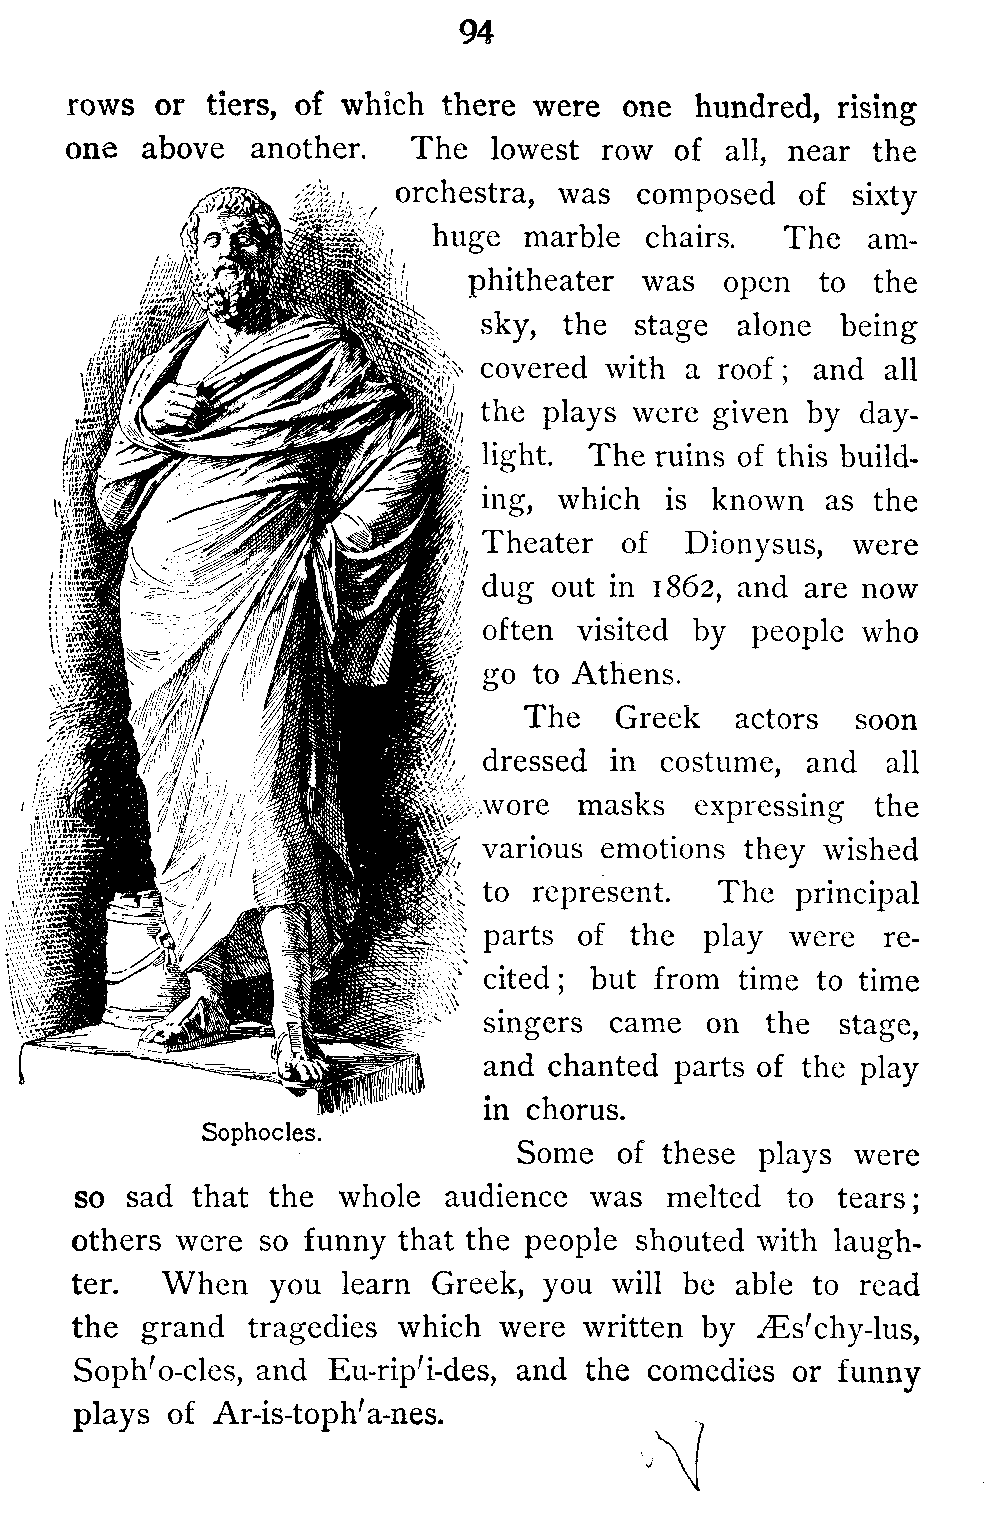 94
rows or tiers, of which there were one hundred, rising
one above another. The lowest row of all, near the
orchestra, was composed of sixty
huge marble chairs. The am-
phitheater was open to the
sky, the stage alone being
covered with a roof; and all
the plays were given by day-
light. The ruins of this build-
ing, which is known as the
Theater of Dionysus, were
dug out in 1862, and are now
often visited by people who
go to Athens.
The Greek actors soon
dressed in costume, and all
wore masks expressing the
various emotions they wished
to represent. The principal
parts of the play were re-
cited; but from time to time
singers came on the stage,
and chanted parts of the play
in chorus.
Sophocles.
Some of these plays were
so sad that the whole audience was melted to tears;
others were so funny that the people shouted with laugh-
ter. When you learn Greek, you will be able to read
the grand tragedies which were written by Æs′chy-lus,
Soph′o-cles, and Eu-rip′i-des, and the comedies or funny
plays of Ar-is-toph′a-nes.